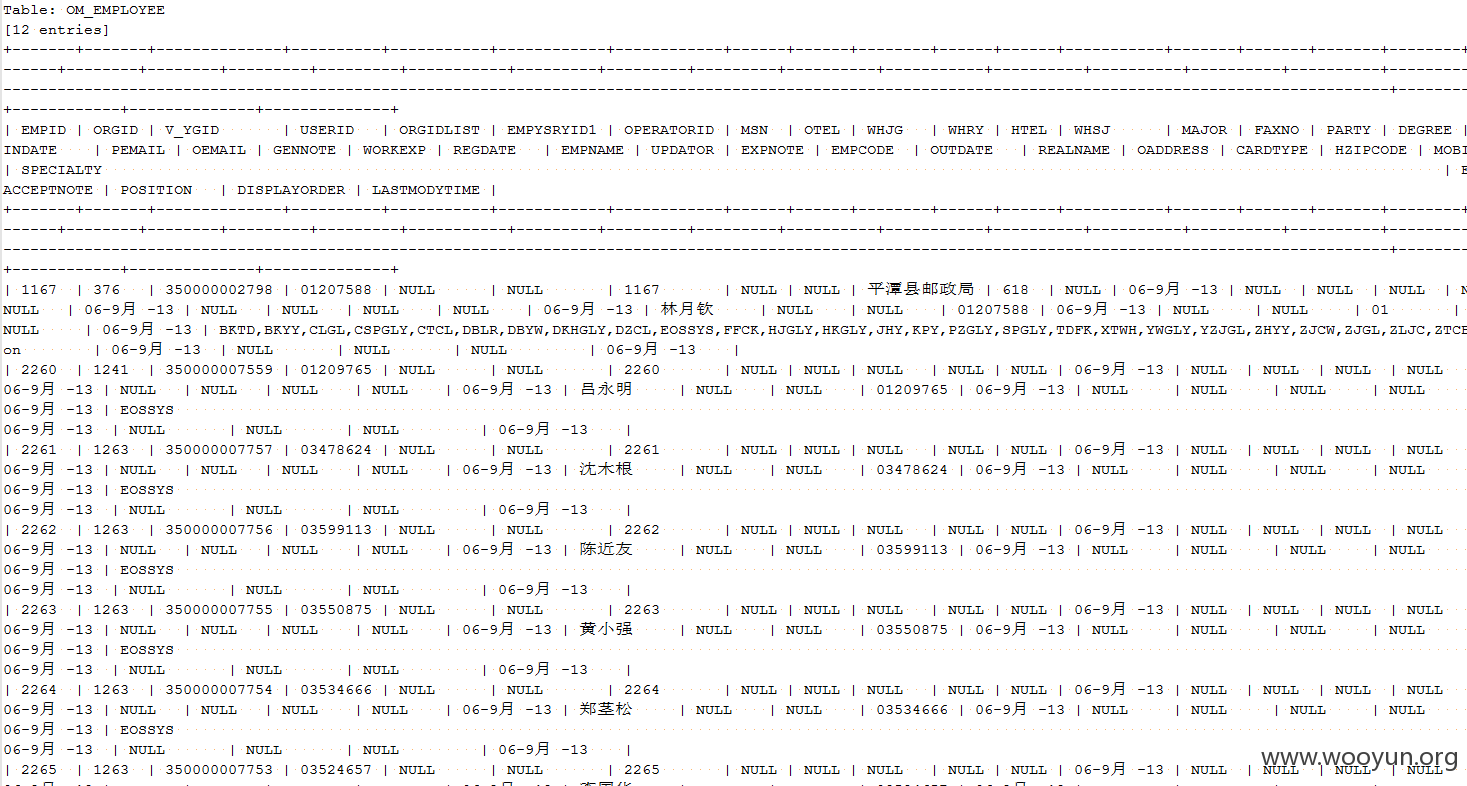 Table: OM_EMPLOYEE
[12 entries]
| EMPID | ORGID | V_YGID | USERID | ORGIDLIST | EMPYSRYID1 | OPERATORID | MSN | OTEL | WHJG | WHRY | HTEL | WHSJ | MAJOR | FAXNO | PARTY | DEGREE |
INDATE | PEMAIL | OEMAIL | GENNOTE | WORKEXP | REGDATE | EMPNAME | UPDATOR | EXPNOTE | EMPCODE | OUTDATE | REALNAME | OADDRESS | CARDTYPE | HZIPCODE | MOBI
| SPECIALTY | E
ACCEPTNOTE | POSITION | DISPLAYORDER | LASTMODYTIME |
| 1167 | 376 | 350000002798 | 01207588 | NULL | NULL | 1167 | NULL | NULL | 平潭县邮政局 | 618 | NULL | 06-9月 -13 | NULL | NULL | NULL | N
NULL | 06-9月 -13 | NULL | NULL | NULL | NULL | 06-9月 -13 | 林月钦 | NULL | NULL | 01207588 | 06-9月 -13 | NULL | NULL | 01 |
NULL | 06-9月 -13 | BKTD,BKYY,CLGL,CSPGLY,CTCL,DBLR,DBYW,DKHGLY,DZCL,EOSSYS,FFCK,HJGLY,HKGLY,JHY,KPY,PZGLY,SPGLY,TDFK,XTWH,YWGLY,YZJGL,ZHYY,ZJCW,ZJGL,ZLJC,ZTCB
on | 06-9月 -13 | NULL | NULL | NULL | 06-9月 -13 |
| 2260 | 1241 | 350000007559 | 01209765 | NULL | NULL | 2260 | NULL | NULL | NULL | NULL | NULL | 06-9月 -13 | NULL | NULL | NULL | NULL
06-9月 -13 | NULL | NULL | NULL | NULL | 06-9月 -13 | 吕永明 | NULL | NULL | 01209765 | 06-9月 -13 | NULL | NULL | NULL | NULL
06-9月 -13 | EOSSYS
06-9月 -13 | NULL | NULL | NULL | 06-9月 -13 |
| 2261 | 1263 | 350000007757 | 03478624 | NULL | NULL | 2261 | NULL | NULL | NULL | NULL | NULL | 06-9月 -13 | NULL | NULL | NULL | NULL
06-9月 -13 | NULL | NULL | NULL | NULL | 06-9月 -13 | 沈木根 | NULL | NULL | 03478624 | 06-9月 -13 | NULL | NULL | NULL | NULL
06-9月 -13 | EOSSYS
06-9月 -13 | NULL | NULL | NULL | 06-9月 -13 |
| 2262 | 1263 | 350000007756 | 03599113 | NULL | NULL | 2262 | NULL | NULL | NULL | NULL | NULL | 06-9月 -13 | NULL | NULL | NULL | NULL
06-9月 -13 | NULL | NULL | NULL | NULL | 06-9月 -13 | 陈近友 | NULL | NULL | 03599113 | 06-9月 -13 | NULL | NULL | NULL | NULL
06-9月 -13 | EOSSYS
06-9月 -13 | NULL | NULL | NULL | 06-9月 -13 |
| 2263 | 1263 | 350000007755 | 03550875 | NULL | NULL | 2263 | NULL | NULL | NULL | NULL | NULL | 06-9月 -13 | NULL | NULL | NULL | NULL
06-9月 -13 | NULL | NULL | NULL | NULL | 06-9月 -13 | 黄小强 | NULL | NULL | 03550875 | 06-9月 -13 | NULL | NULL | NULL | NULL
06-9月 -13 | EOSSYS
06-9月 -13 | NULL | NULL | NULL | 06-9月 -13 |
| 2264 | 1263 | 350000007754 | 03534666 | NULL | NULL | 2264 | NULL | NULL | NULL | NULL | NULL | 06-9月 -13 | NULL | NULL | NULL | NULL
06-9月 -13 | NULL | NULL | NULL | NULL | 06-9月 -13 | 郑茎松 | NULL | NULL | 03534666 | 06-9月 -13 | NULL | NULL | NULL | NULL
06-9月 -13 | EOSSYS
06-9月 -13 | NULL | NULL | NULL | 06-9月 -13 |
| 2265 | 1263 | 350000007753 | 03524657 | NULL | NULL | 2265 | NULL | NULL | NULL | NULL | NULL | 06-9月 -13 | NULL | NULL | NULL | NULL
www.wooyun.org